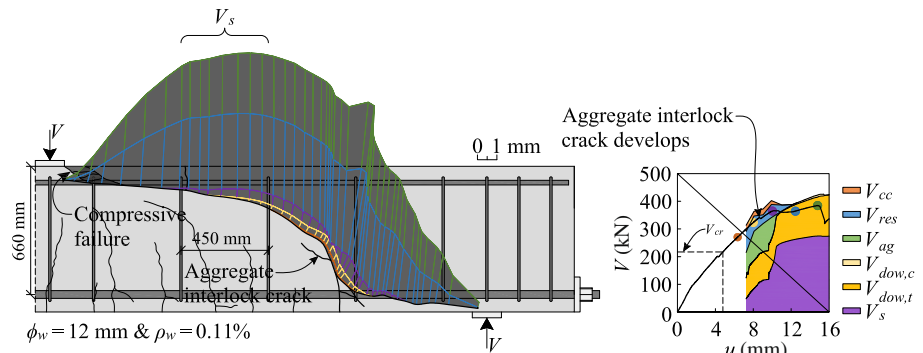 V_s
V
0 1 mm
660 mm
Compressive
failure
450 mm
Aggregate
interlock crack
V
ϕ_w = 12 mm & ρ_w = 0.11%
Aggregate interlock
crack develops
500
400
300
200
100
0
V (kN)
V_cr
0 4 8 12 16
u (mm)
V_cc
V_res
V_ag
V_dow,c
V_dow,t
V_s